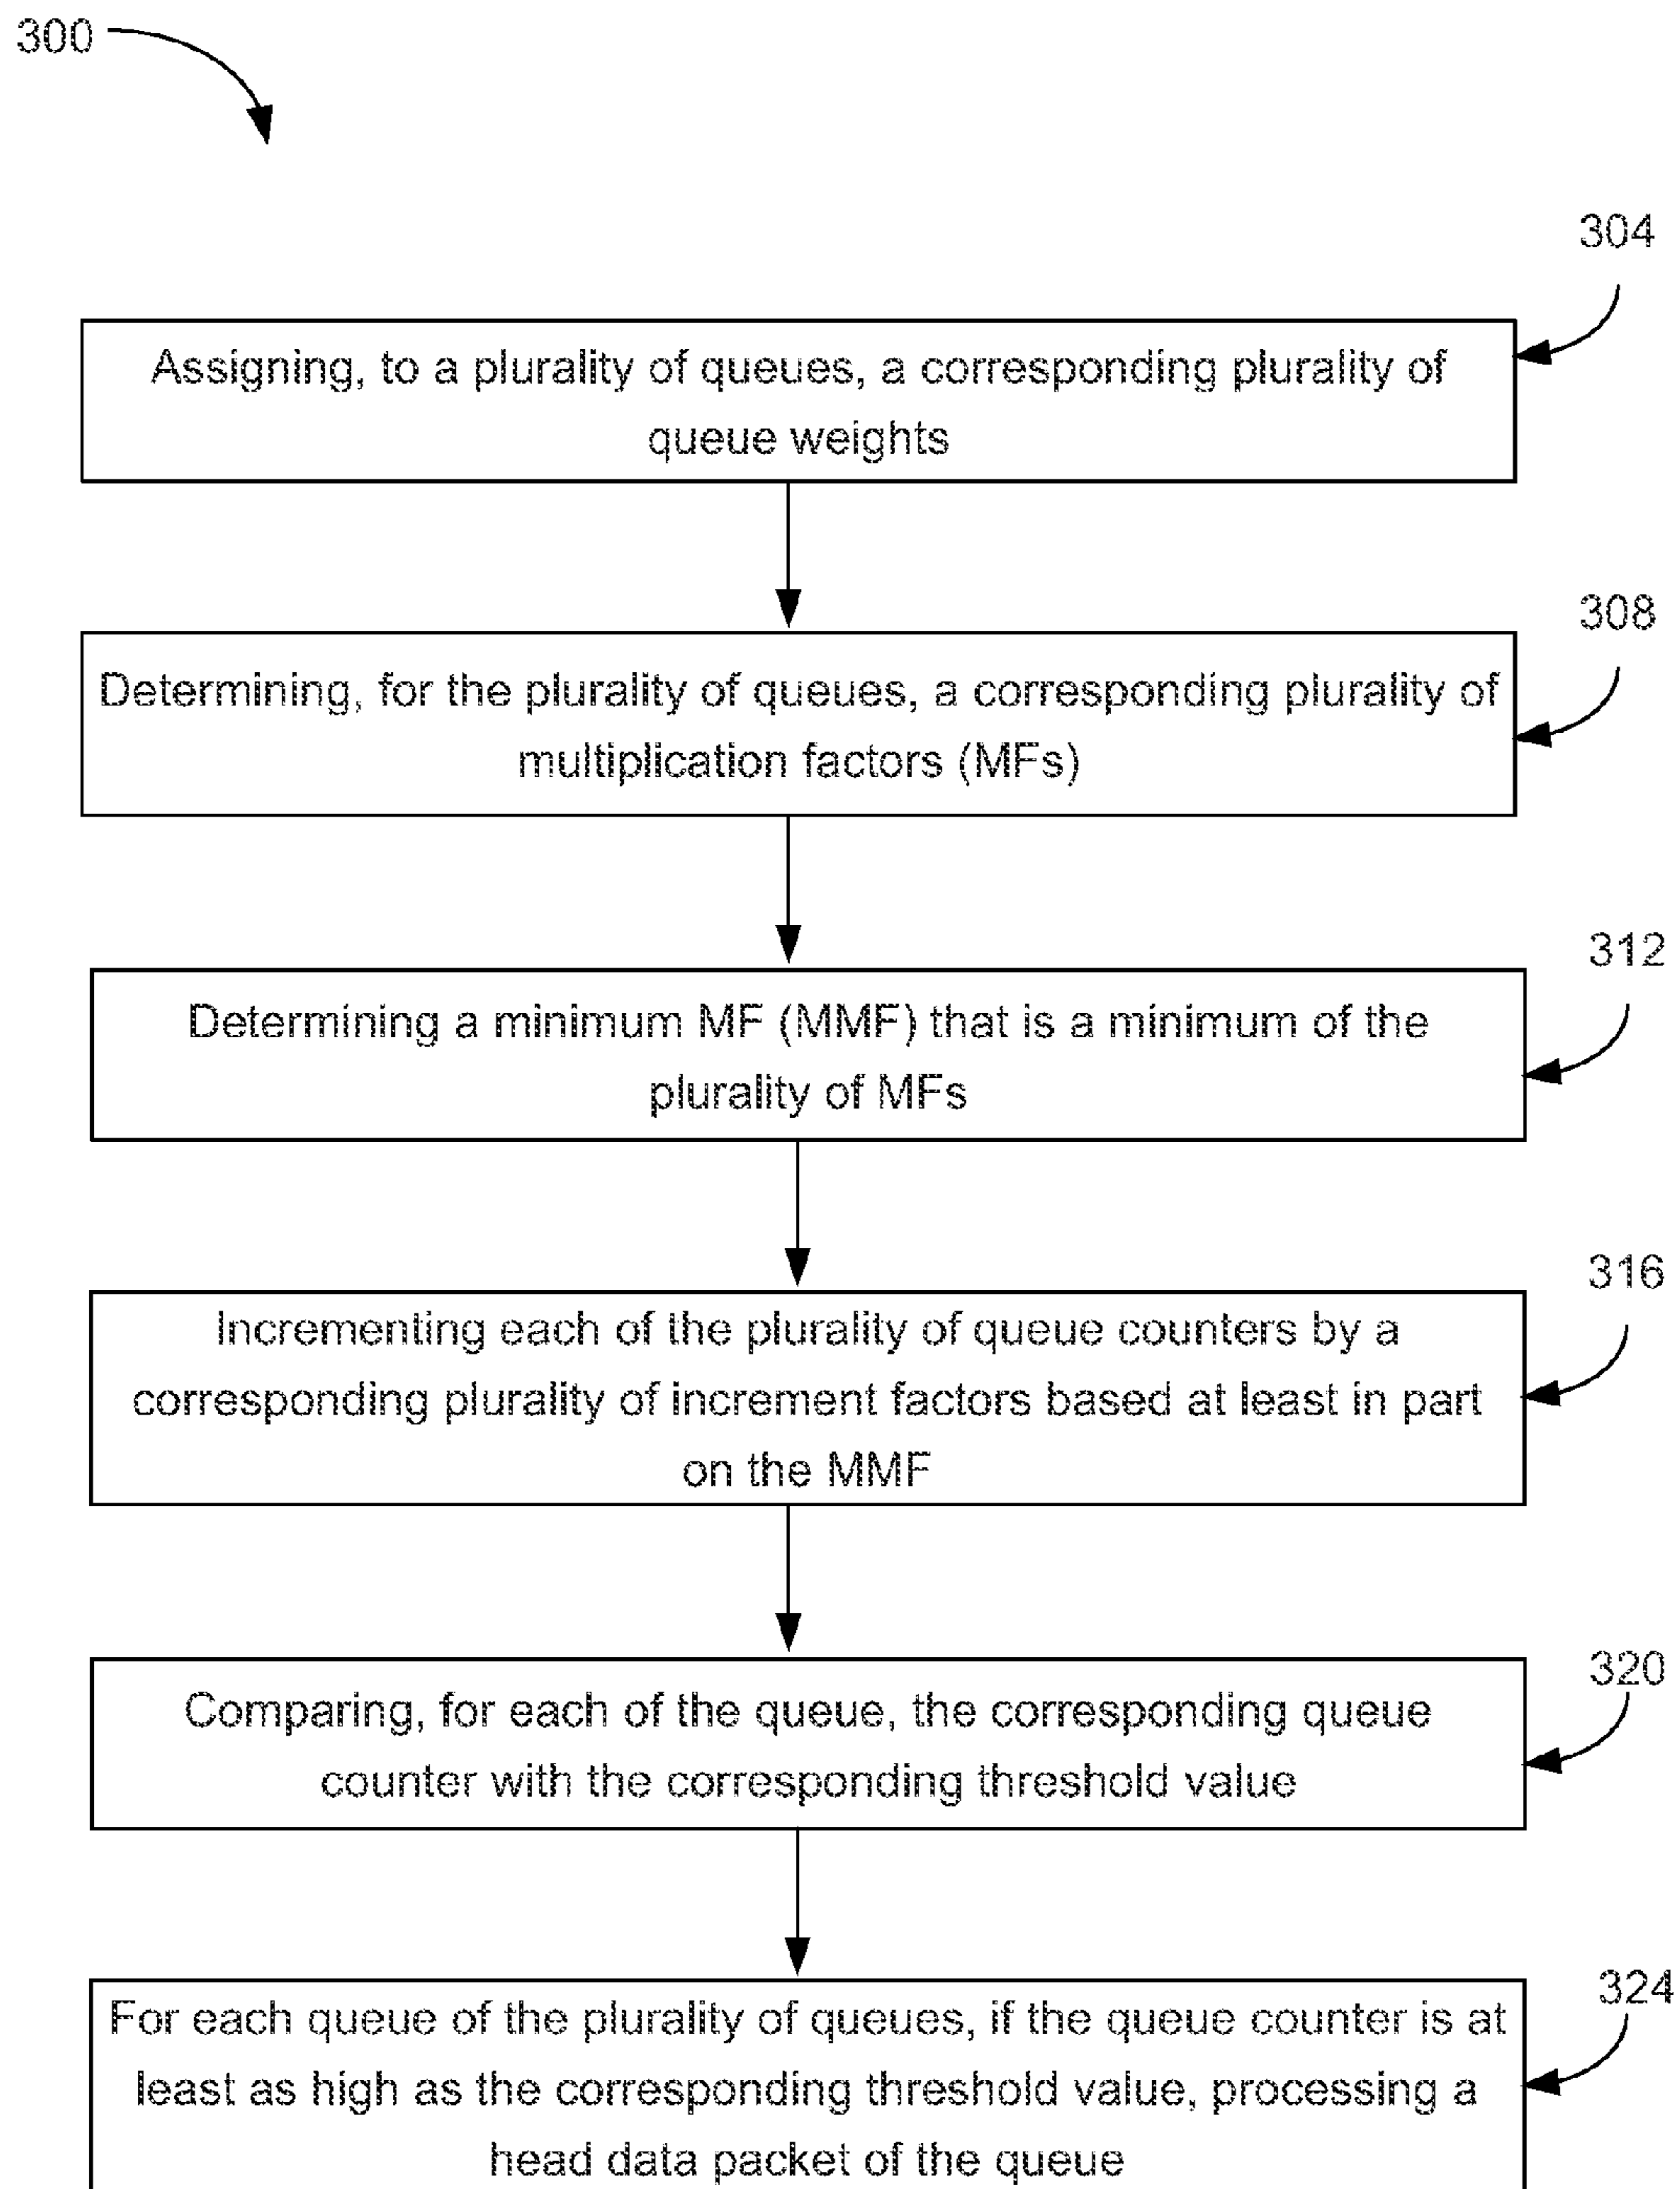 300
304
Assigning, to a plurality of queues, a corresponding plurality of
queue weights
308
Determining, for the plurality of queues, a corresponding plurality of
multiplication factors (MFs)
312
Determining a minimum MF (MMF) that is a minimum of the
plurality of MFs
316
Incrementing each of the plurality of queue counters by a
corresponding plurality of increment factors based at least in part
on the MMF
320
Comparing, for each of the queue, the corresponding queue
counter with the corresponding threshold value
324
For each queue of the plurality of queues, if the queue counter is at
least as high as the corresponding threshold value, processing a
head data packet of the queue